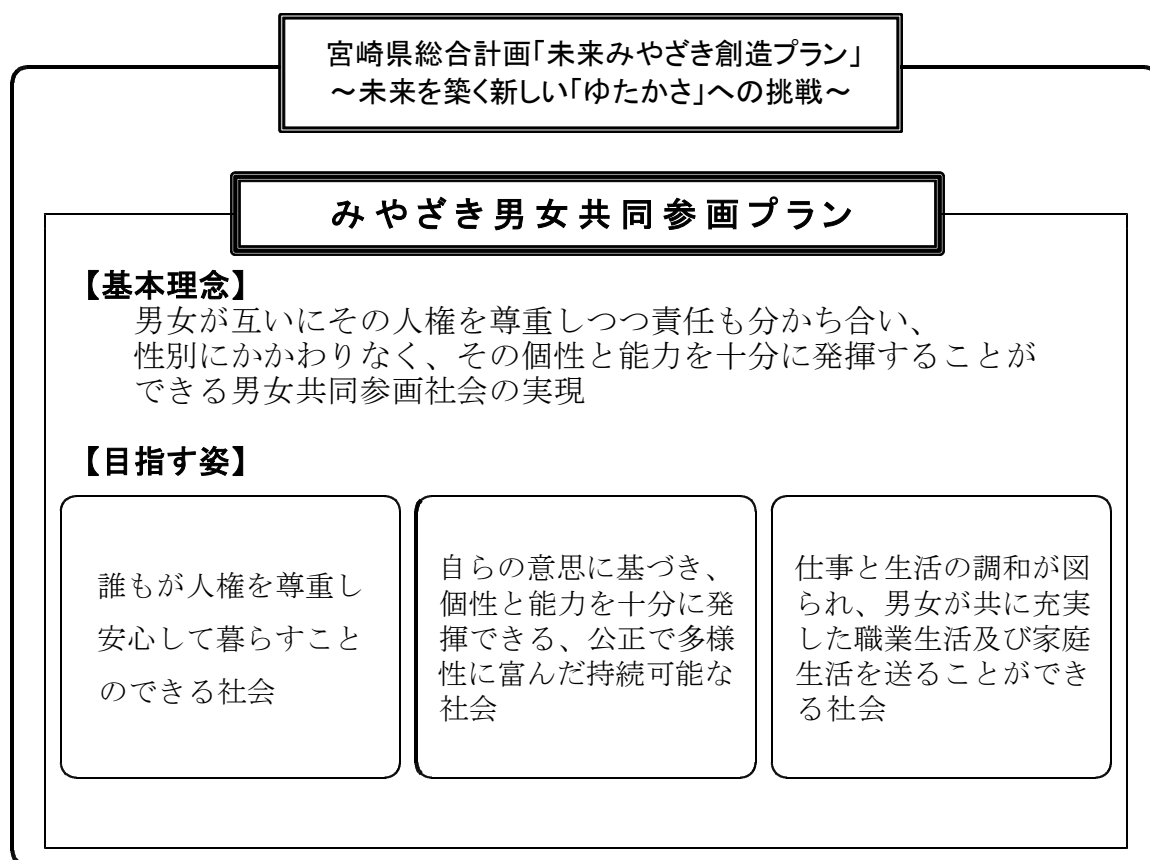 宮崎県総合計画「未来みやざき創造プラン」
～未来を築く新しい「ゆたかさ」への挑戦～
みやざき男女共同参画プラン
【基本理念】
男女が互いにその人権を尊重しつつ責任も分かち合い、
性別にかかわりなく、その個性と能力を十分に発揮することが
できる男女共同参画社会の実現
【目指す姿】
誰もが人権を尊重し
安心して暮らすこと
のできる社会
自らの意思に基づき、
個性と能力を十分に発
揮できる、公正で多様
性に富んだ持続可能な
社会
仕事と生活の調和が図
られ、男女が共に充実
した職業生活及び家庭
生活を送ることができ
る社会